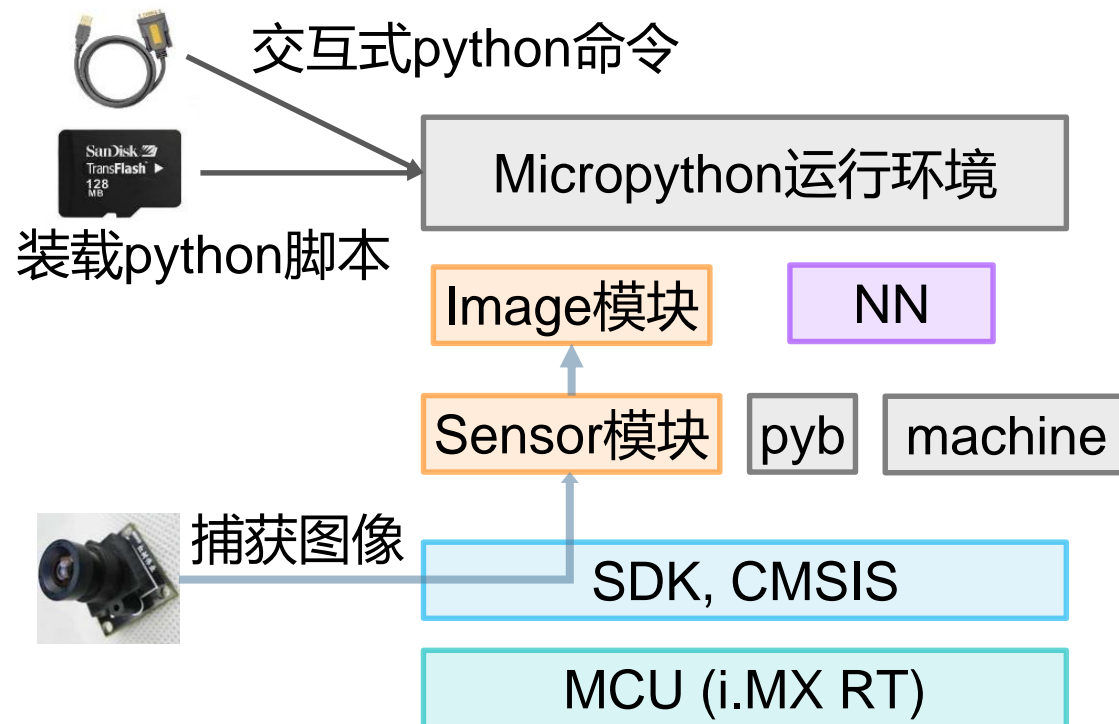 交互式python命令
SanDisk
TransFlash
128
MB
Micropython运行环境
装载python脚本
Image模块
NN
Sensor模块
pyb
machine
捕获图像
SDK, CMSIS
MCU (i.MX RT)